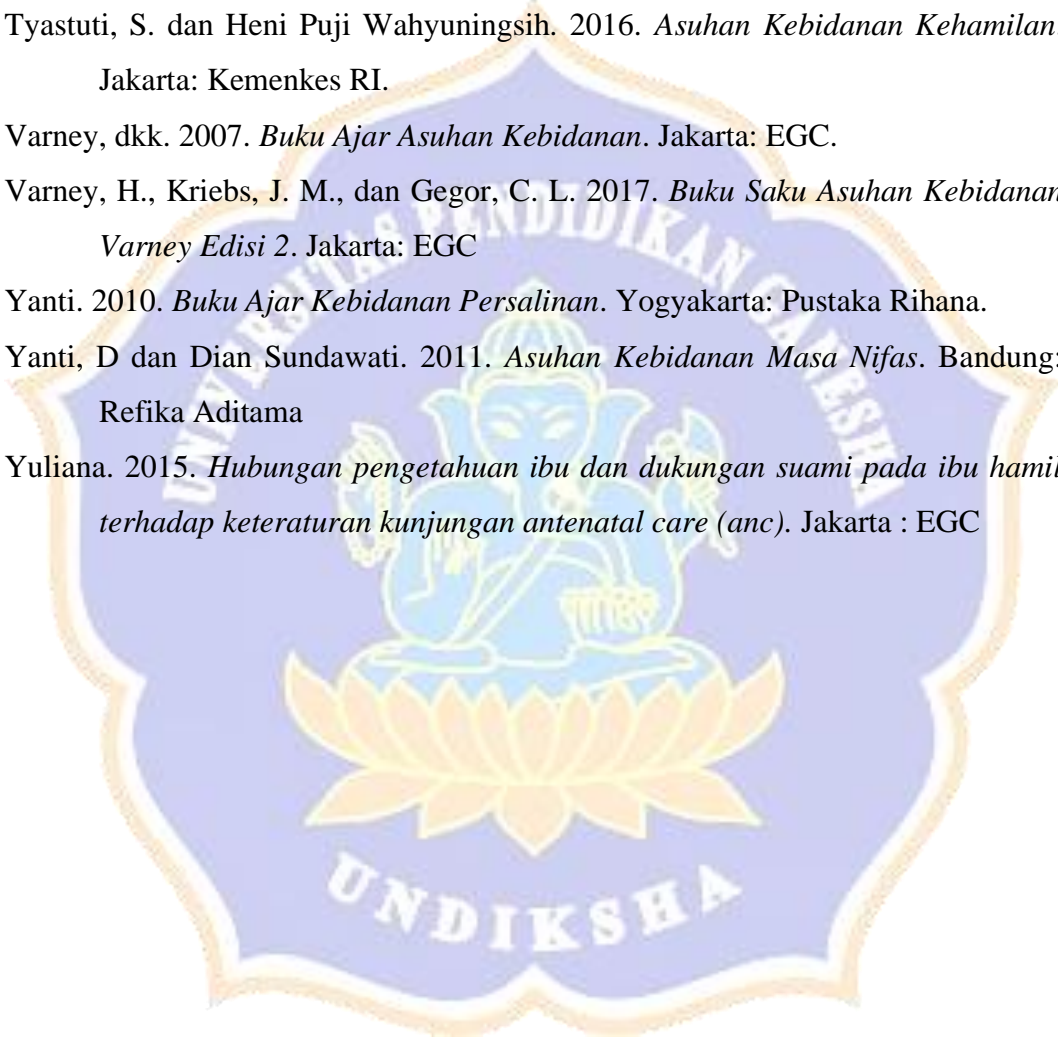 Tyastuti, S. dan Heni Puji Wahyuningsih. 2016. Asuhan Kebidanan Kehamilan.
Jakarta: Kemenkes RI.
Varney, dkk. 2007. Buku Ajar Asuhan Kebidanan. Jakarta: EGC.
Varney, H., Kriebs, J. M., dan Gegor, C. L. 2017. Buku Saku Asuhan Kebidanan
Varney Edisi 2. Jakarta: EGC
Yanti. 2010. Buku Ajar Kebidanan Persalinan. Yogyakarta: Pustaka Rihana.
Yanti, D dan Dian Sundawati. 2011. Asuhan Kebidanan Masa Nifas. Bandung:
Refika Aditama
Yuliana. 2015. Hubungan pengetahuan ibu dan dukungan suami pada ibu hamil
terhadap keteraturan kunjungan antenatal care (anc). Jakarta : EGC
UNIVERSITAS PENDIDIKAN GANESHA
UNDIKSHA